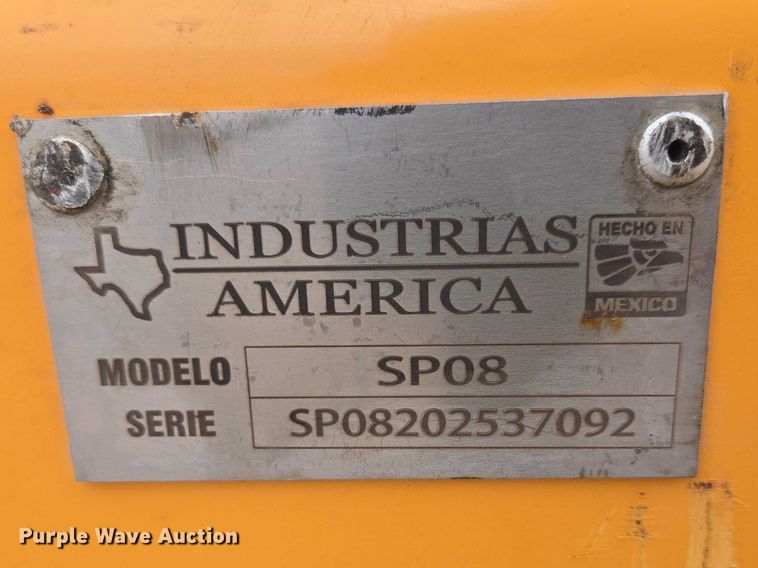 INDUSTRIAS
AMERICA
HECHO EN
MEXICO
MODELO SP08
SERIE SP08202537092
Purple Wave Auction